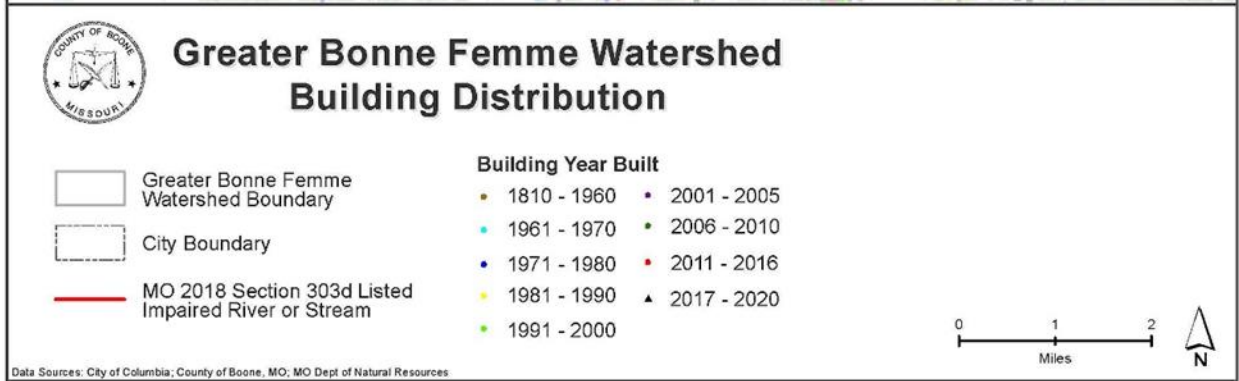 COUNTY OF BOONE
MISSOURI
Greater Bonne Femme Watershed
Building Distribution
Greater Bonne Femme
Watershed Boundary
City Boundary
MO 2018 Section 303d Listed
Impaired River or Stream
Building Year Built
1810 - 1960
1961 - 1970
1971 - 1980
1981 - 1990
1991 - 2000
2001 - 2005
2006 - 2010
2011 - 2016
2017 - 2020
0 1 2
Miles
N
Data Sources: City of Columbia; County of Boone, MO; MO Dept of Natural Resources